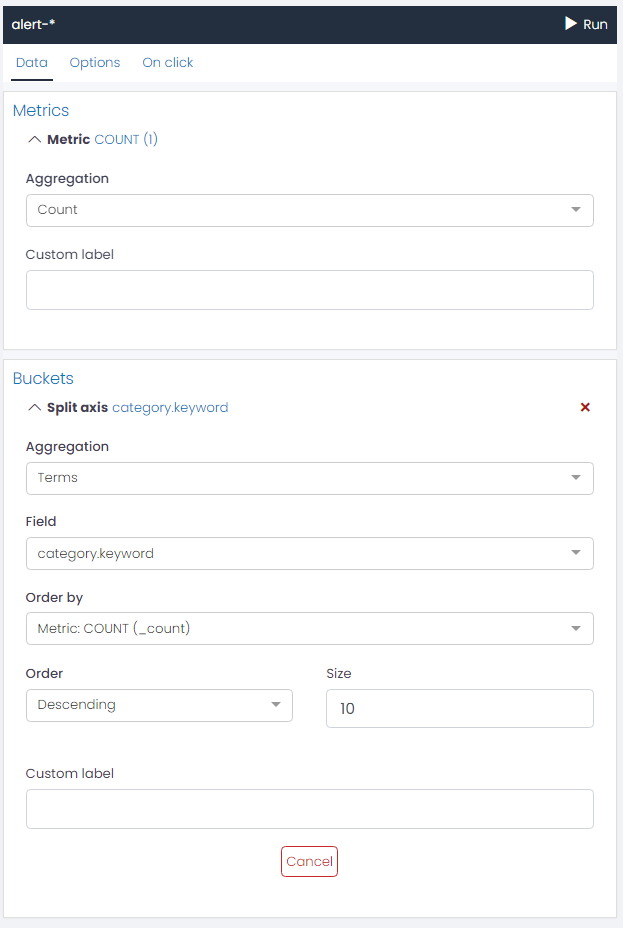 alert-*
Run
Data Options On click
Metrics
Metric COUNT (1)
Aggregation
Count
Custom label
Buckets
Split axis category.keyword
Aggregation
Terms
Field
category.keyword
Order by
Metric: COUNT (_count)
Order Size
Descending 10
Custom label
Cancel